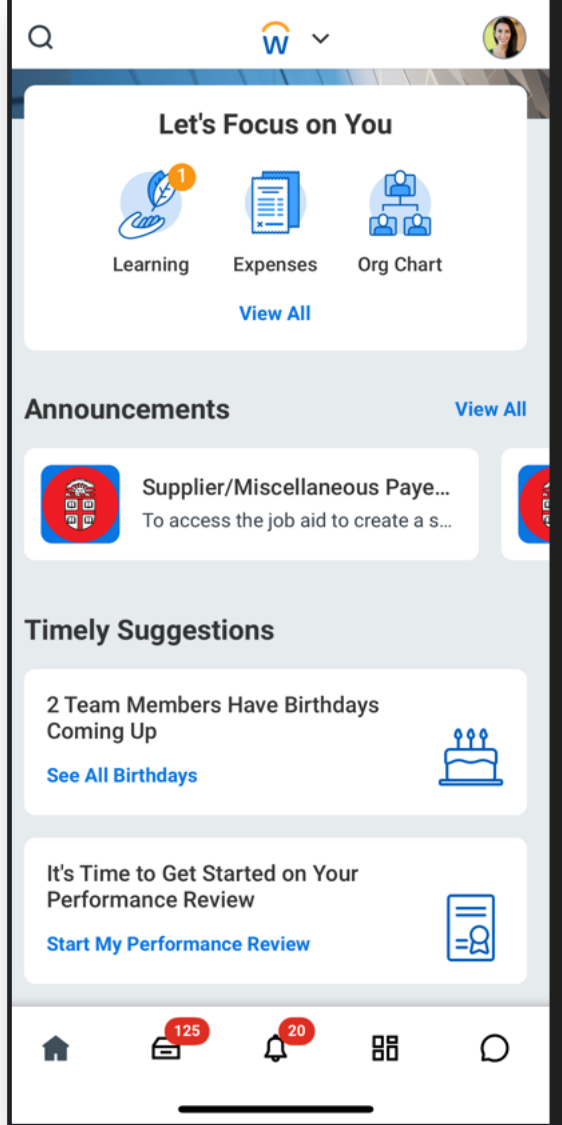 W
Let's Focus on You
1
Learning
Expenses
Org Chart
View All
Announcements
View All
Supplier/Miscellaneous Paye...
To access the job aid to create a s...
Timely Suggestions
2 Team Members Have Birthdays
Coming Up
See All Birthdays
It's Time to Get Started on Your
Performance Review
Start My Performance Review
125
20